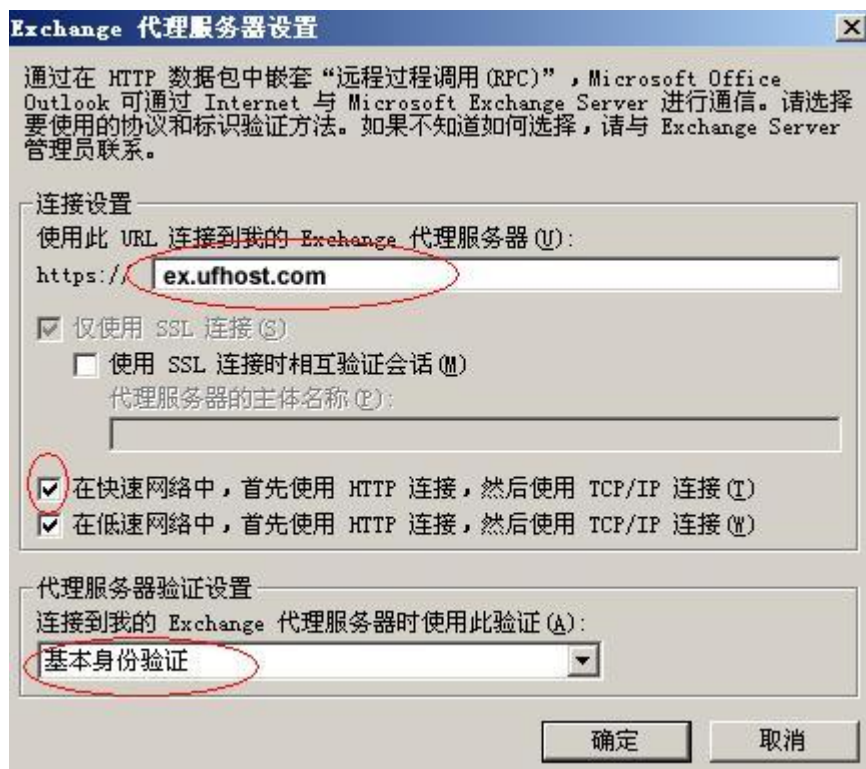 Exchange 代理服务器设置
通过在 HTTP 数据包中嵌套“远程过程调用(RPC)”，Microsoft Office
Outlook 可通过 Internet 与 Microsoft Exchange Server 进行通信。请选择
要使用的协议和标识验证方法。如果不知道如何选择，请与 Exchange Server
管理员联系。
连接设置
使用此 URL 连接到我的 Exchange 代理服务器(U):
https:// ex.ufhost.com
仅使用 SSL 连接(S)
使用 SSL 连接时相互验证会话(M)
代理服务器的主体名称(P):
在快速网络中，首先使用 HTTP 连接，然后使用 TCP/IP 连接(T)
在低速网络中，首先使用 HTTP 连接，然后使用 TCP/IP 连接(W)
代理服务器验证设置
连接到我的 Exchange 代理服务器时使用此验证(A):
基本身份验证
确定 取消